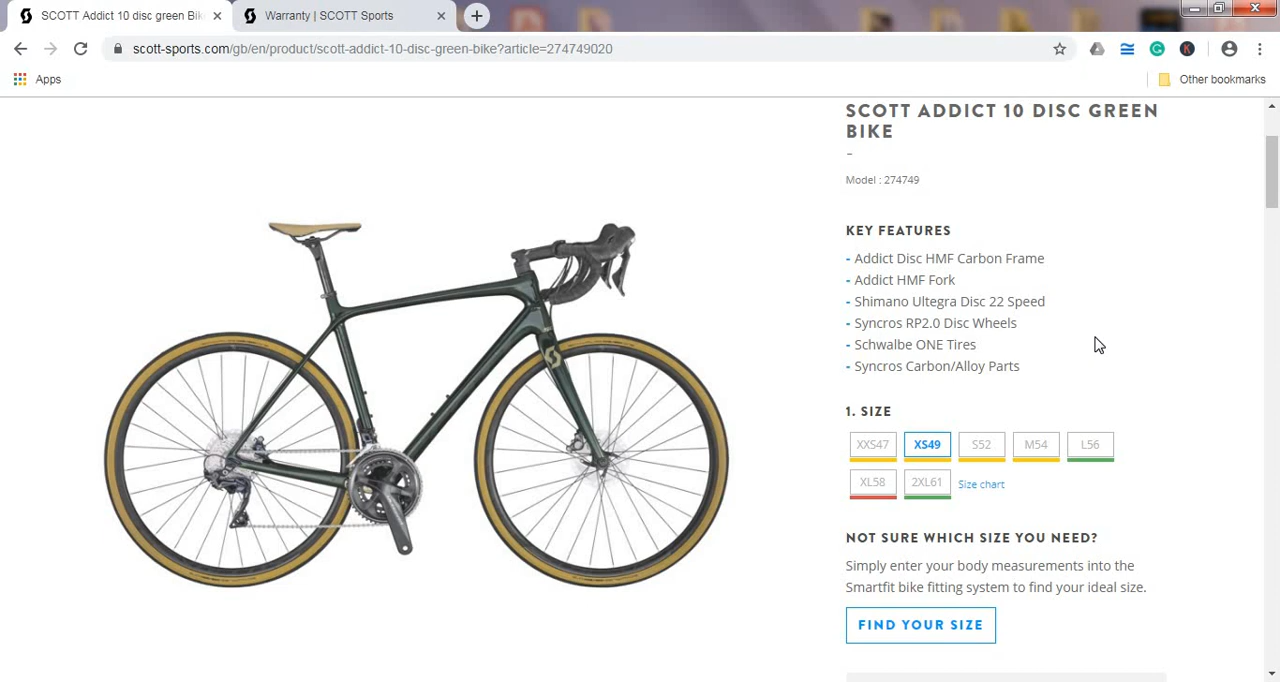 SCOTT Addict 10 disc green Bi
Warranty | SCOTT Sports
scott-sports.com/gb/en/product/scott-addict-10-disc-green-bike?article=274749020
Apps
Other bookmarks
SCOTT ADDICT 10 DISC GREEN
BIKE
-
Model : 274749
KEY FEATURES
- Addict Disc HMF Carbon Frame
- Addict HMF Fork
- Shimano Ultegra Disc 22 Speed
- Syncros RP2.0 Disc Wheels
- Schwalbe ONE Tires
- Syncros Carbon/Alloy Parts
1. SIZE
XXS47 XS49 S52 M54 L56
XL58 2XL61 Size chart
NOT SURE WHICH SIZE YOU NEED?
Simply enter your body measurements into the
Smartfit bike fitting system to find your ideal size.
FIND YOUR SIZE